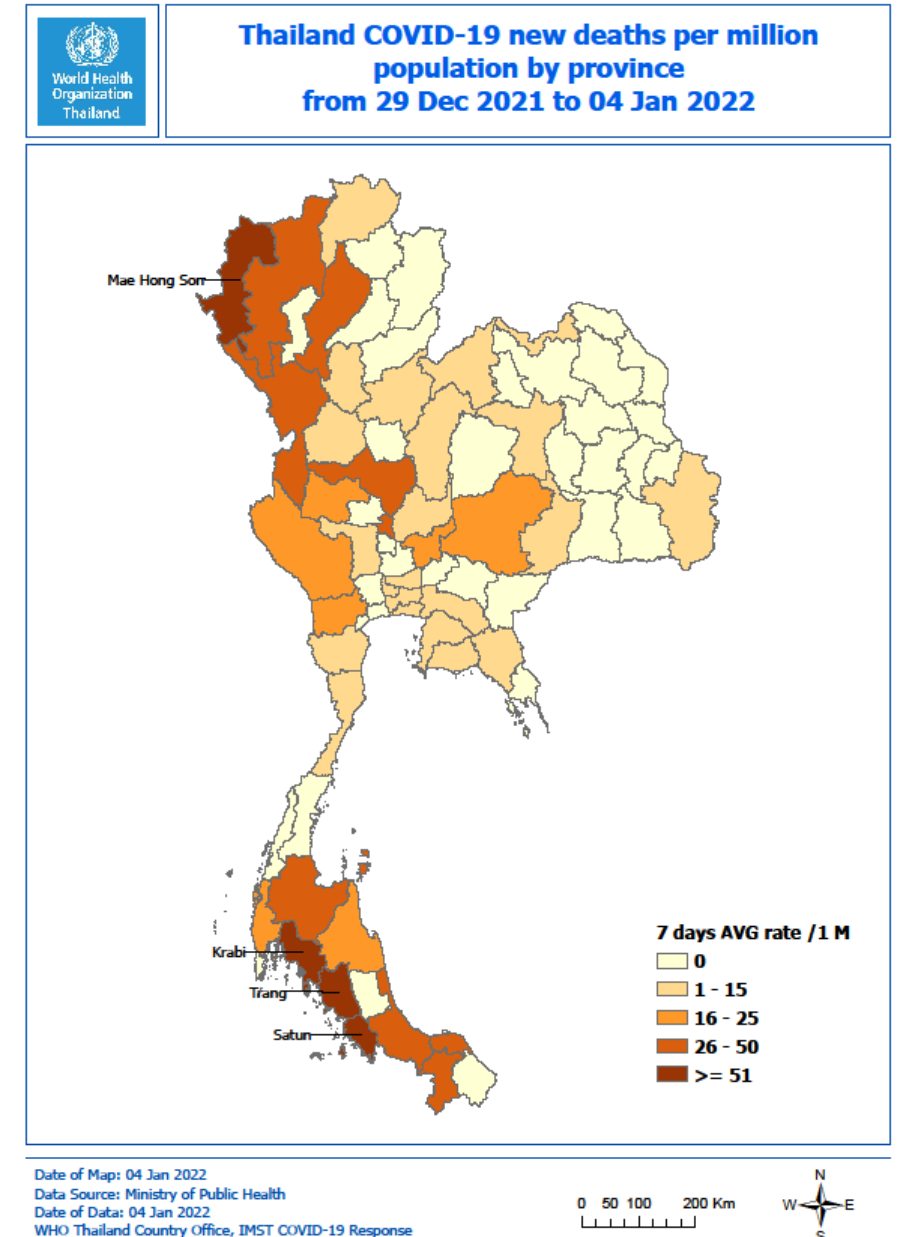 World Health
Organization
Thailand
Thailand COVID-19 new deaths per million
population by province
from 29 Dec 2021 to 04 Jan 2022
Mae Hong Son
Krabi
Trang
Satun
7 days AVG rate /1 M
0
1 - 15
16 - 25
26 - 50
>= 51
Date of Map: 04 Jan 2022
Data Source: Ministry of Public Health
Date of Data: 04 Jan 2022
WHO Thailand Country Office, IMST COVID-19 Response
0 50 100 200 Km
N
W E
S